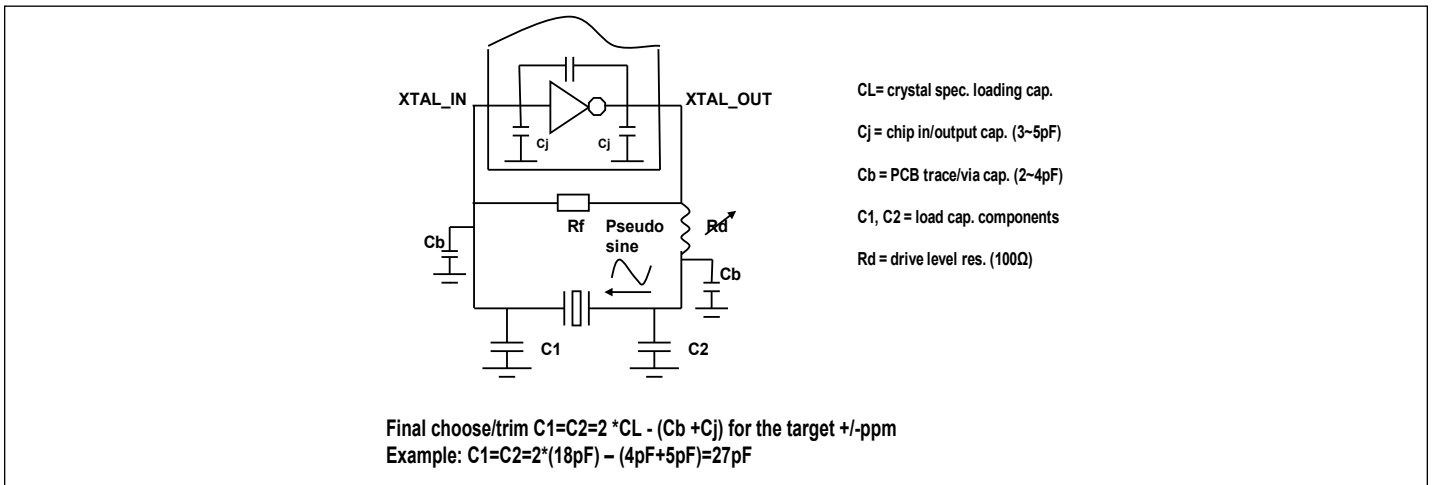 XTAL_IN
XTAL_OUT
Cj
Cj
Rf
Pseudo
sine
Rd
Cb
Cb
C1
C2
CL= crystal spec. loading cap.
Cj = chip in/output cap. (3~5pF)
Cb = PCB trace/via cap. (2~4pF)
C1, C2 = load cap. components
Rd = drive level res. (100Ω)
Final choose/trim C1=C2=2 *CL - (Cb +Cj) for the target +/-ppm
Example: C1=C2=2*(18pF) – (4pF+5pF)=27pF